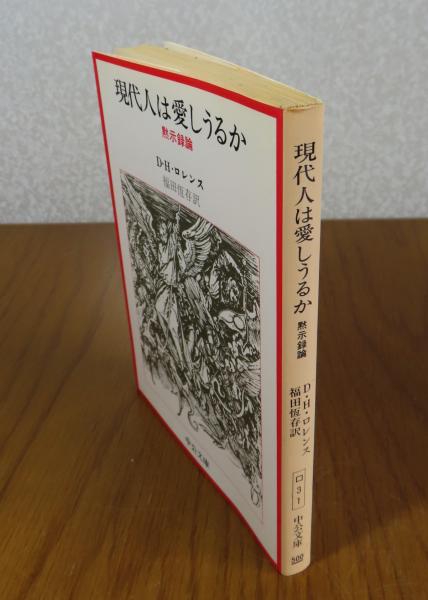 現代人は愛しうるか
黙示録論
D・H・ロレンス
福田恆存訳
中公文庫
現代人は愛しうるか
黙示録論
D・H・ロレンス
福田恆存訳
ロ31
中公文庫
500